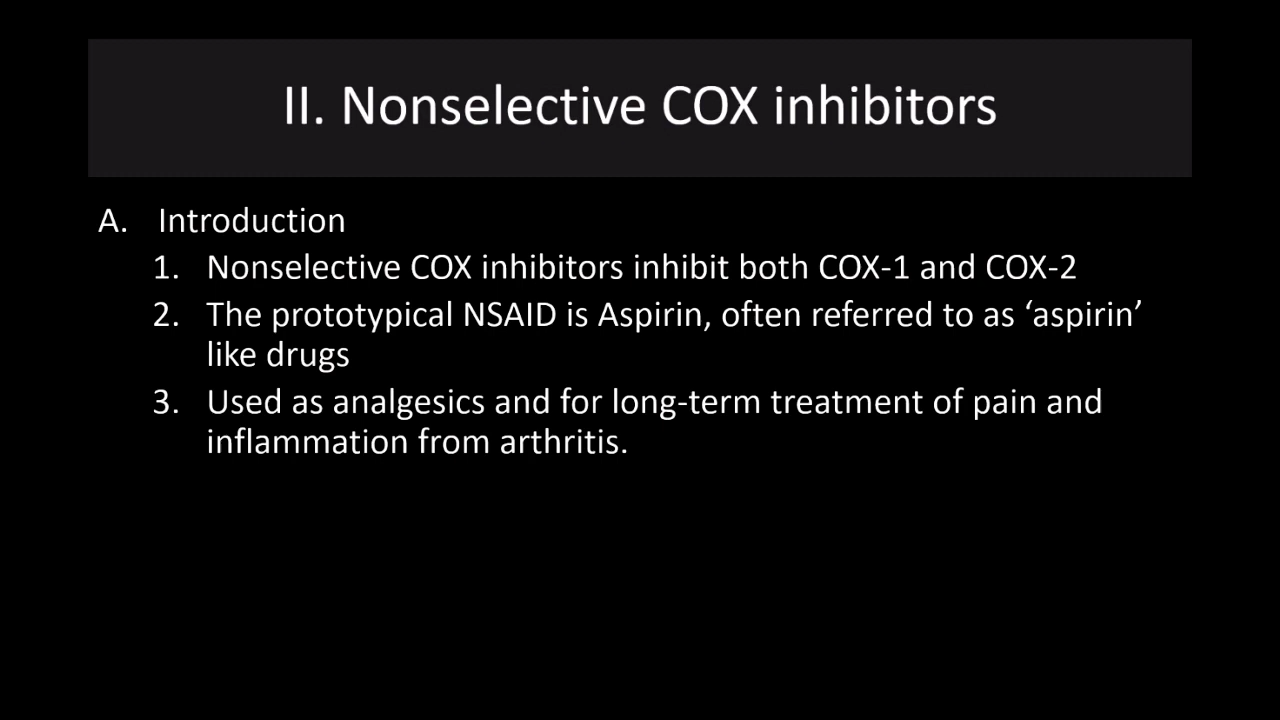 II. Nonselective COX inhibitors
A. Introduction
1. Nonselective COX inhibitors inhibit both COX-1 and COX-2
2. The prototypical NSAID is Aspirin, often referred to as ‘aspirin’
like drugs
3. Used as analgesics and for long-term treatment of pain and
inflammation from arthritis.